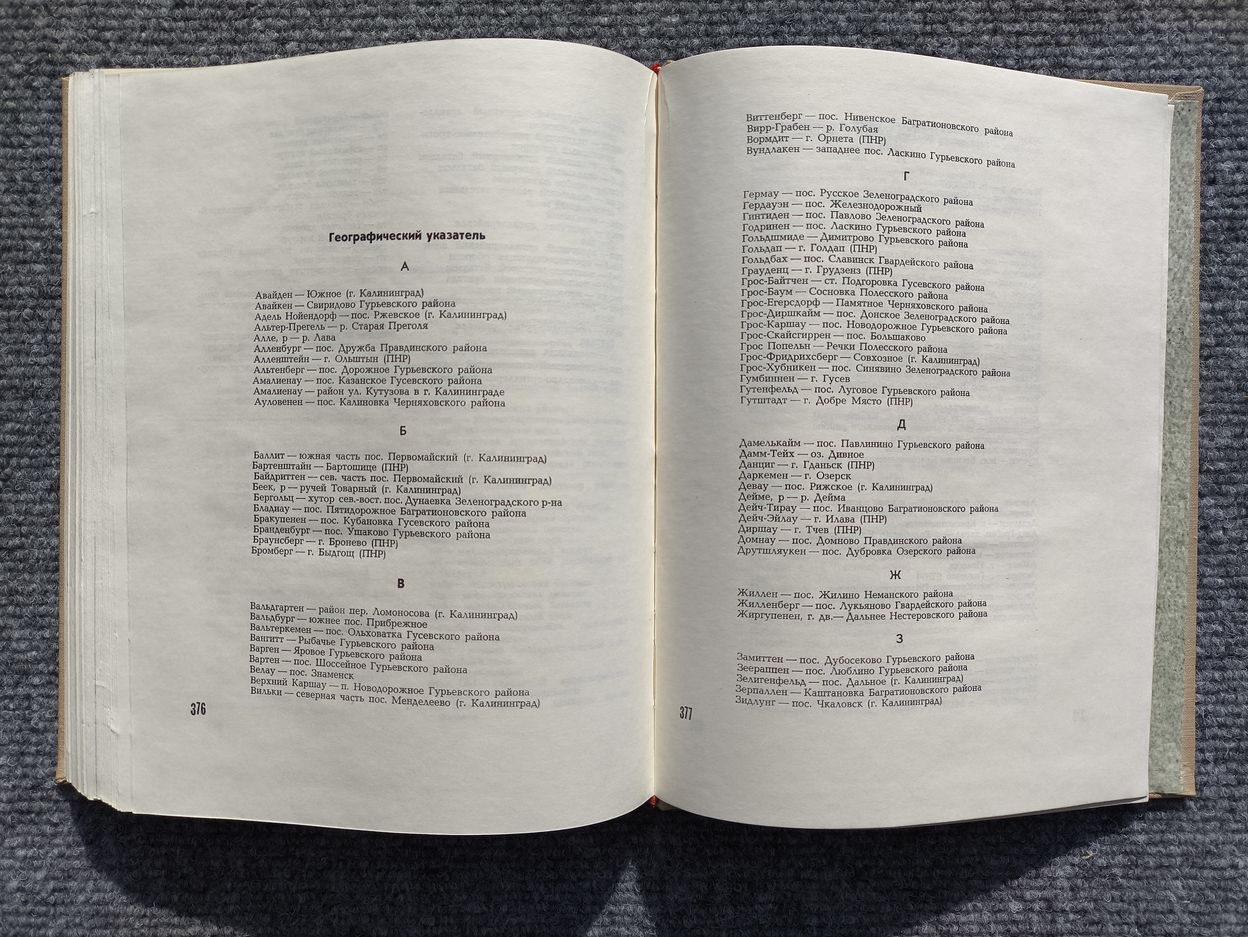 Географический указатель
А
Авайден — Южное (г. Калининград)
Авайкен — Свиридово Гурьевского района
Адель Нойендорф — пос. Ржевское (г. Калининград)
Альтер-Прегель — р. Старая Преголя
Алле, р — р. Лава
Алленбург — пос. Дружба Правдинского района
Алленштейн — г. Ольштын (ПНР)
Альтенберг — пос. Дорожное Гурьевского района
Амалиенау — пос. Казанское Гусевского района
Амалиенау — район ул. Кутузова в г. Калининграде
Ауловенен — пос. Калиновка Черняховского района
Б
Баллит — южная часть пос. Первомайский (г. Калининград)
Бартенштайн — Бартошице (ПНР)
Байдриттен — сев. часть пос. Первомайский (г. Калининград)
Беек, р — ручей Товарный (г. Калининград)
Бергольц — хутор сев.-вост. пос. Дунаевка Зеленоградского р-на
Бладиау — пос. Пятидорожное Багратионовского района
Бракупенен — пос. Кубановка Гусевского района
Бранденбург — пос. Ушаково Гурьевского района
Браунсберг — г. Бронево (ПНР)
Бромберг — г. Быдгощ (ПНР)
В
Вальдгартен — район пер. Ломоносова (г. Калининград)
Вальдбург — южнее пос. Прибрежное
Вальтеркемен — пос. Ольховатка Гусевского района
Вангитт — Рыбачье Гурьевского района
Варген — Яровое Гурьевского района
Вартен — пос. Шоссейное Гурьевского района
Велау — пос. Знаменск
Верхний Каршау — п. Новодорожное Гурьевского района
Вильки — северная часть пос. Менделеево (г. Калининград)
376
Виттенберг — пос. Нивенское Багратионовского района
Вирр-Грабен — р. Голубая
Вормдит — г. Орнета (ПНР)
Вундлакен — западнее пос. Ласкино Гурьевского района
Г
Гермау — пос. Русское Зеленоградского района
Гердауэн — пос. Железнодорожный
Гинтиден — пос. Павлово Зеленоградского района
Годринен — пос. Ласкино Гурьевского района
Гольдшмиде — Димитрово Гурьевского района
Гольдап — г. Голдап (ПНР)
Гольдбах — пос. Славинск Гвардейского района
Грауденц — г. Грудзенз (ПНР)
Грос-Байтчен — ст. Подгоровка Гусевского района
Грос-Баум — Сосновка Полесского района
Грос-Егерсдорф — Памятное Черняховского района
Грос-Диршкайм — пос. Донское Зеленоградского района
Грос-Каршау — пос. Новодорожное Гурьевского района
Грос-Скайсгиррен — пос. Большаково
Грос Попельн — Речки Полесского района
Грос-Фридрихсберг — Совхозное (г. Калининград)
Грос-Хубникен — пос. Синявино Зеленоградского района
Гумбиннен — г. Гусев
Гутенфельд — пос. Луговое Гурьевского района
Гутштадт — г. Добре Място (ПНР)
Д
Дамелькайм — пос. Павлинино Гурьевского района
Дамм-Тейх — оз. Дивное
Данциг — г. Гданьск (ПНР)
Даркемен — г. Озерск
Девау — пос. Рижское (г. Калининград)
Дейме, р — р. Дейма
Дейч-Тирау — пос. Иванцово Багратионовского района
Дейч-Эйлау — г. Илава (ПНР)
Диршау — г. Тчев (ПНР)
Домнау — пос. Домново Правдинского района
Друтшляукен — пос. Дубровка Озерского района
Ж
Жиллен — пос. Жилино Неманского района
Жилленберг — пос. Лукьяново Гвардейского района
Жиргупенен, г. дв.— Дальнее Нестеровского района
З
Замиттен — пос. Дубосеково Гурьевского района
Зеераппен — пос. Люблино Гурьевского района
Зелигенфельд — пос. Дальное (г. Калининград)
Зерпаллен — Каштановка Багратионовского района
Зидлунг — пос. Чкаловск (г. Калининград)
377